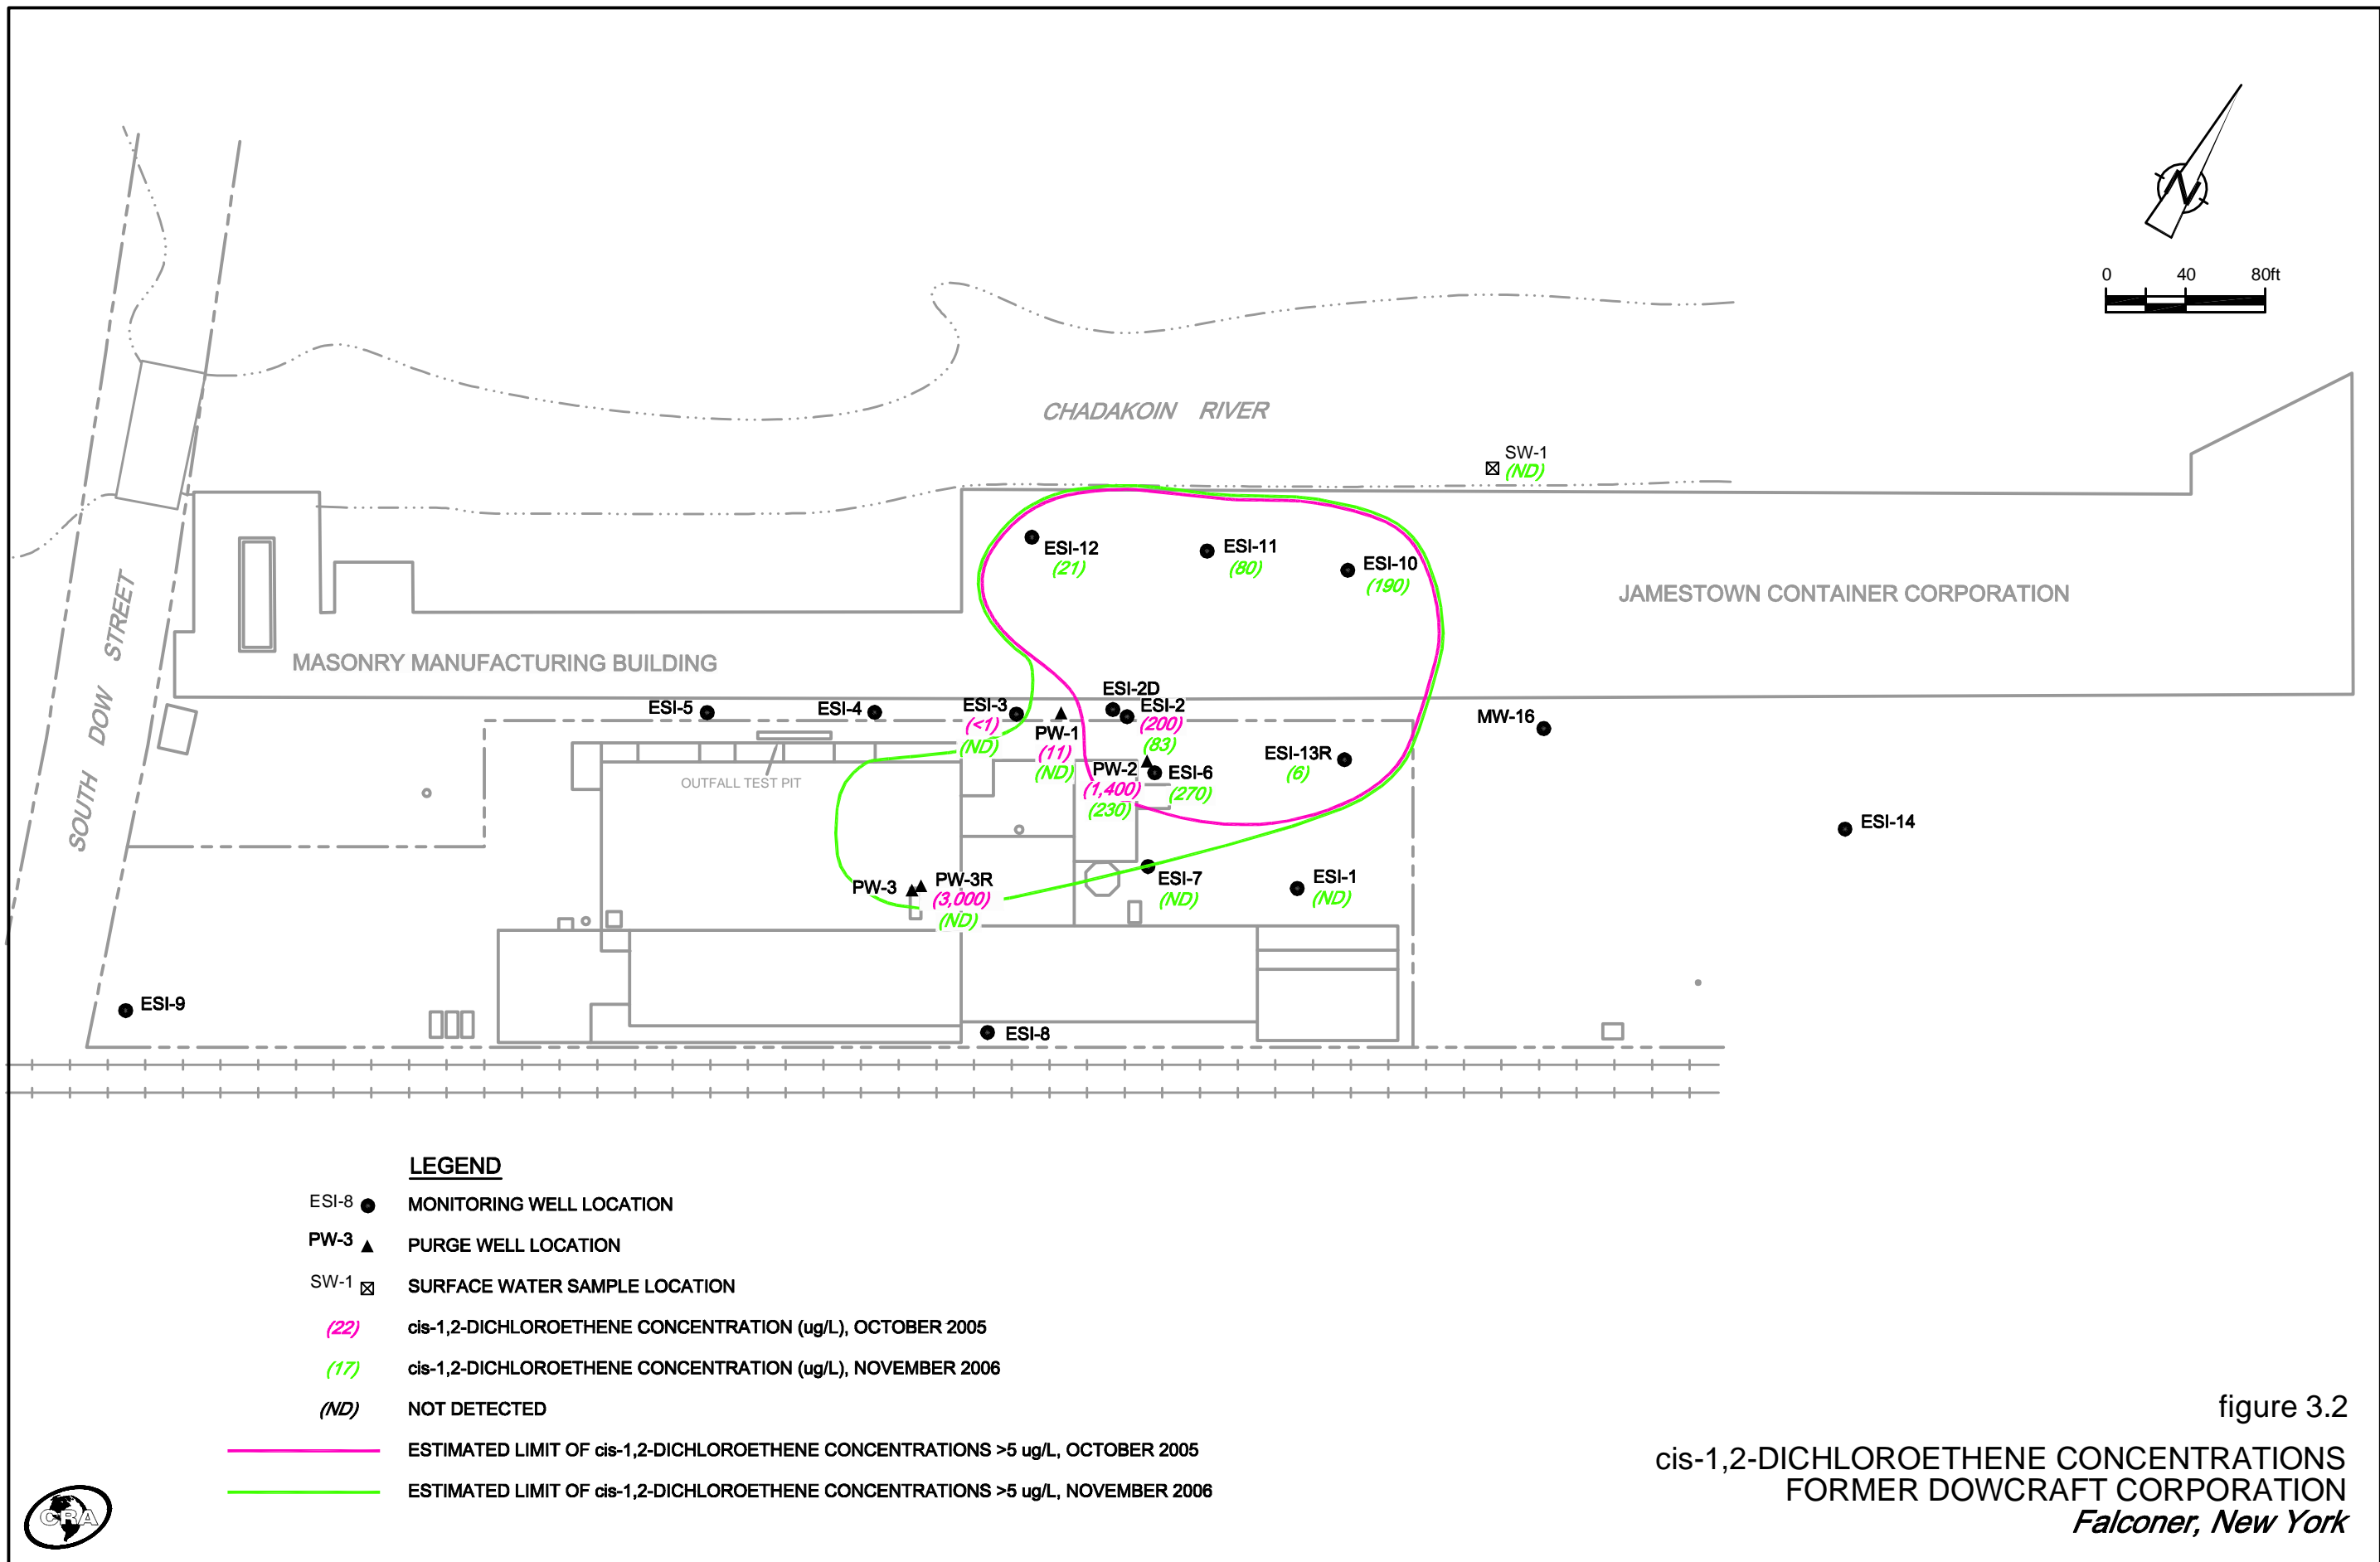 0 40 80ft
CHADAKOIN RIVER
SW-1
(ND)
ESI-12
(21)
ESI-11
(80)
ESI-10
(190)
JAMESTOWN CONTAINER CORPORATION
SOUTH DOW STREET
MASONRY MANUFACTURING BUILDING
ESI-5
ESI-4
ESI-3
(<1)
(ND)
PW-1
(11)
(ND)
ESI-2D
ESI-2
(200)
(83)
MW-16
OUTFALL TEST PIT
PW-2
(1,400)
(230)
ESI-6
(270)
ESI-13R
(6)
ESI-14
PW-3
PW-3R
(3,000)
(ND)
ESI-7
(ND)
ESI-1
(ND)
ESI-9
ESI-8
LEGEND
ESI-8 MONITORING WELL LOCATION
PW-3 PURGE WELL LOCATION
SW-1 SURFACE WATER SAMPLE LOCATION
(22) cis-1,2-DICHLOROETHENE CONCENTRATION (ug/L), OCTOBER 2005
(17) cis-1,2-DICHLOROETHENE CONCENTRATION (ug/L), NOVEMBER 2006
(ND) NOT DETECTED
ESTIMATED LIMIT OF cis-1,2-DICHLOROETHENE CONCENTRATIONS >5 ug/L, OCTOBER 2005
ESTIMATED LIMIT OF cis-1,2-DICHLOROETHENE CONCENTRATIONS >5 ug/L, NOVEMBER 2006
CRA
figure 3.2
cis-1,2-DICHLOROETHENE CONCENTRATIONS
FORMER DOWCRAFT CORPORATION
Falconer, New York
N